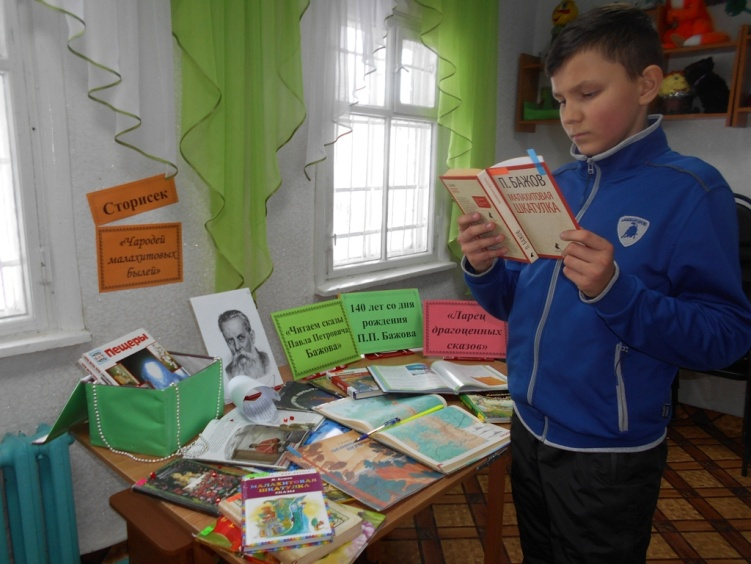 Сторисек
«Чародей
малахитовых
былей»
Пещеры
«Читаем сказы
Павла Петровича
Бажова»
140 лет со дня
рождения
П.П. Бажова
«Ларец
драгоценных
сказов»
П. БАЖОВ
МАЛАХИТОВАЯ
ШКАТУЛКА
МАЛАХИТОВАЯ
ШКАТУЛКА
СКАЗЫ